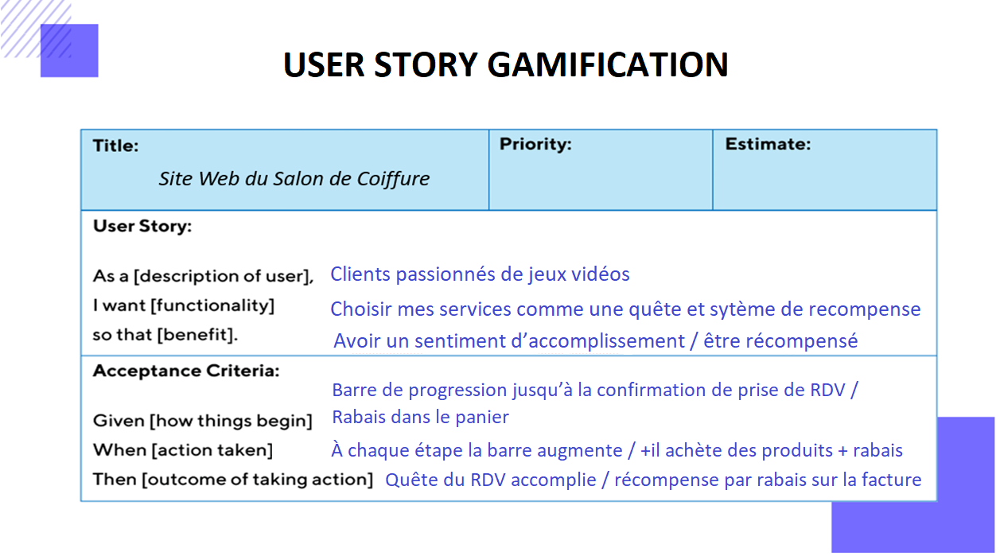 USER STORY GAMIFICATION
Title:
Site Web du Salon de Coiffure
Priority:
Estimate:
User Story:
As a [description of user], Clients passionnés de jeux vidéos
I want [functionality] Choisir mes services comme une quête et sytème de recompense
so that [benefit]. Avoir un sentiment d’accomplissement / être récompensé
Acceptance Criteria:
Barre de progression jusqu’à la confirmation de prise de RDV /
Given [how things begin] Rabais dans le panier
When [action taken] À chaque étape la barre augmente / +il achète des produits + rabais
Then [outcome of taking action] Quête du RDV accomplie / récompense par rabais sur la facture